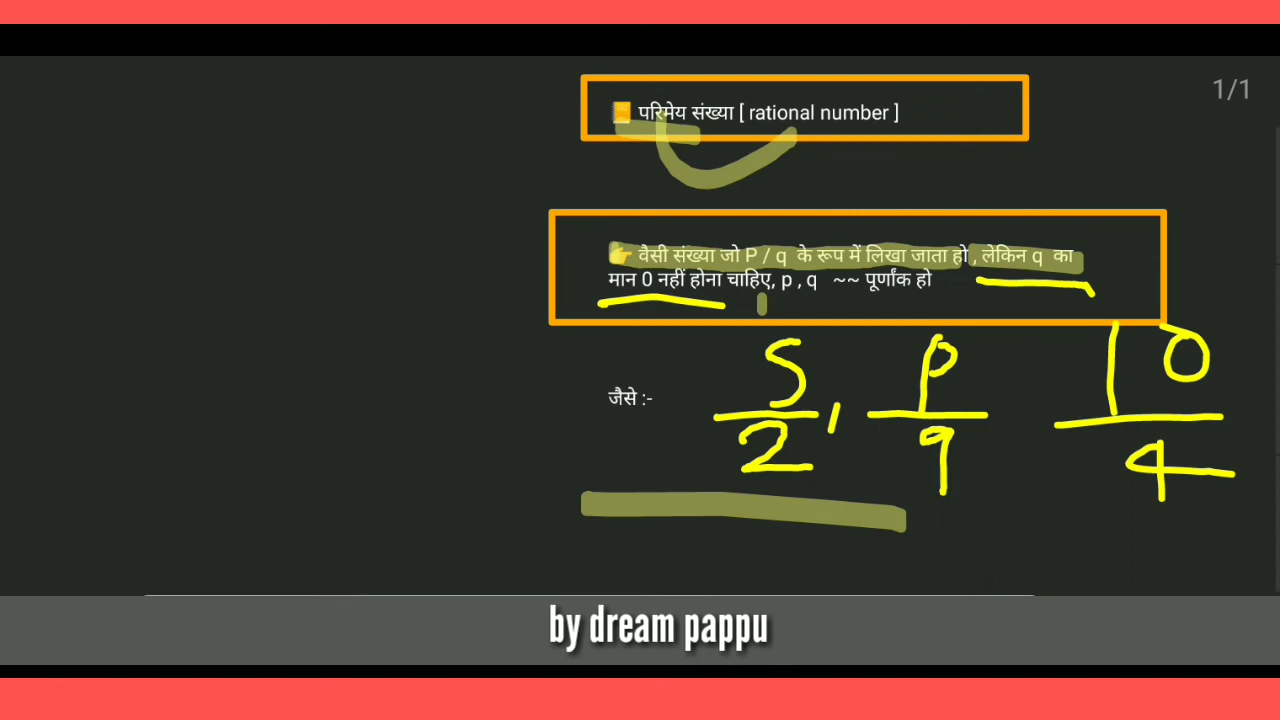 1/1
📒 परिमेय संख्या [ rational number ]
👉 वैसी संख्या जो P / q के रूप में लिखा जाता हो , लेकिन q का
मान 0 नहीं होना चाहिए, p , q ~~ पूर्णांक हो
जैसे :- 5/2 , p/q 10/4
by dream pappu